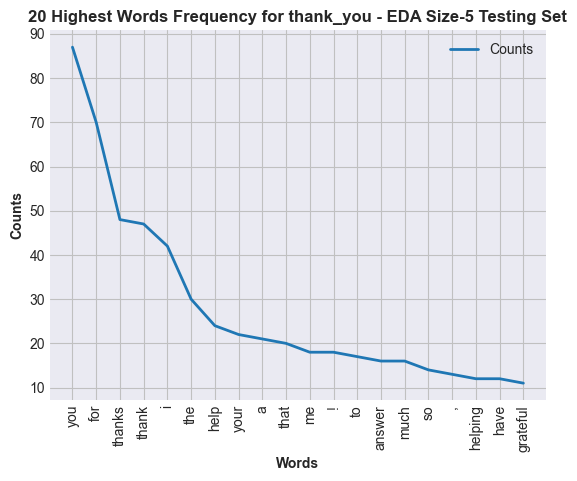 20 Highest Words Frequency for thank_you - EDA Size-5 Testing Set
90
80
70
60
50
40
30
20
10
Counts
Counts
you
for
thanks
thank
i
the
help
your
a
that
me
!
to
answer
much
so
,
helping
have
grateful
Words